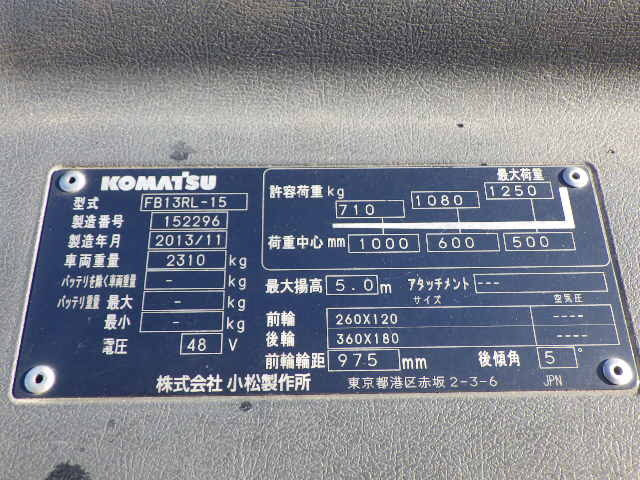 KOMATSU
型式 FB13RL-15
製造番号 152296
製造年月 2013/11
車両重量 2310 kg
バッテリを除く車両重量 - kg
バッテリ重量 最大 - kg
最小 - kg
電圧 48 V
最大荷重
許容荷重 kg 710 1080 1250
荷重中心 mm 1000 600 500
最大揚高 5.0 m アタッチメント ---
サイズ 空気圧
前輪 260X120 ----
後輪 360X180 ----
前輪輪距 975 mm 後傾角 5°
株式会社 小松製作所 東京都港区赤坂 2-3-6 JPN